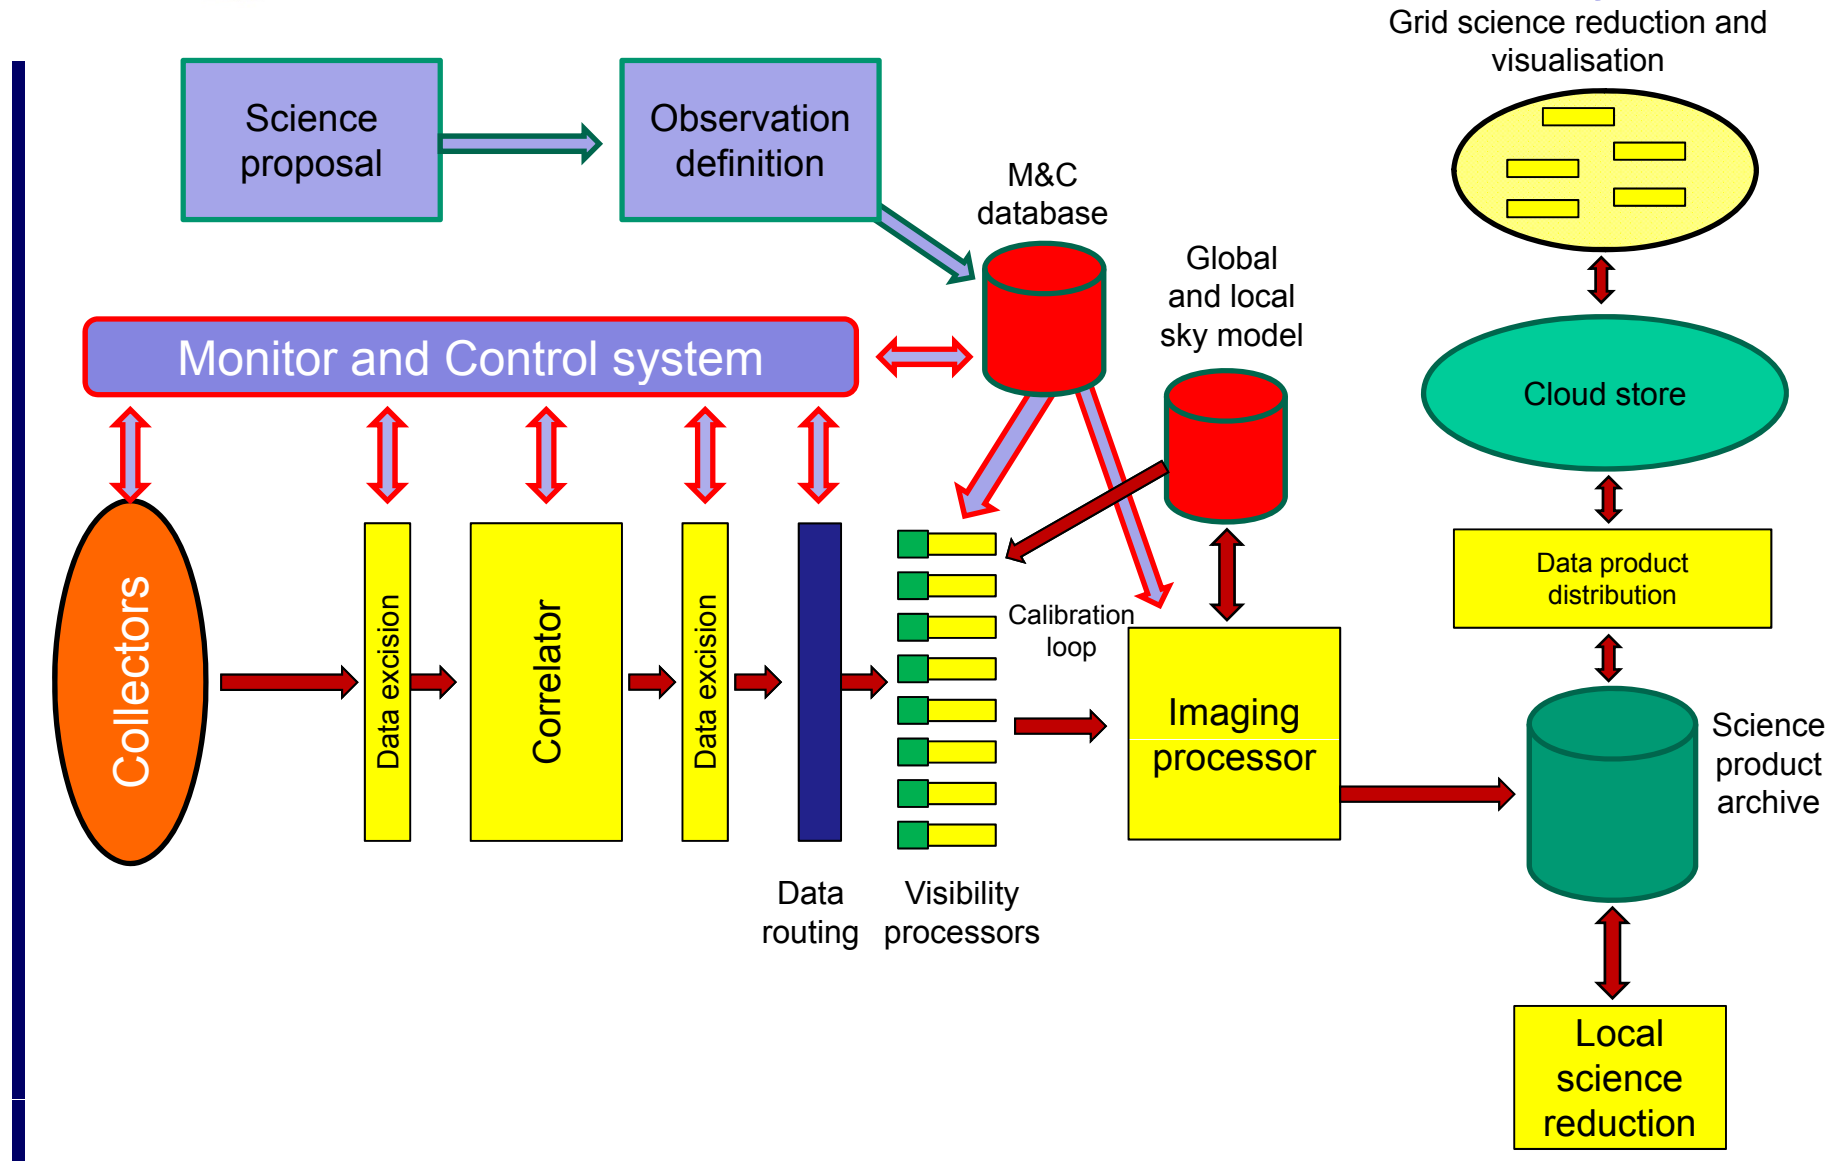 Grid science reduction and
visualisation
Science
proposal
Observation
definition
M&C
database
Global
and local
sky model
Monitor and Control system
Cloud store
Data product
distribution
Collectors
Data excision
Correlator
Data excision
Calibration
loop
Imaging
processor
Science
product
archive
Data
routing
Visibility
processors
Local
science
reduction